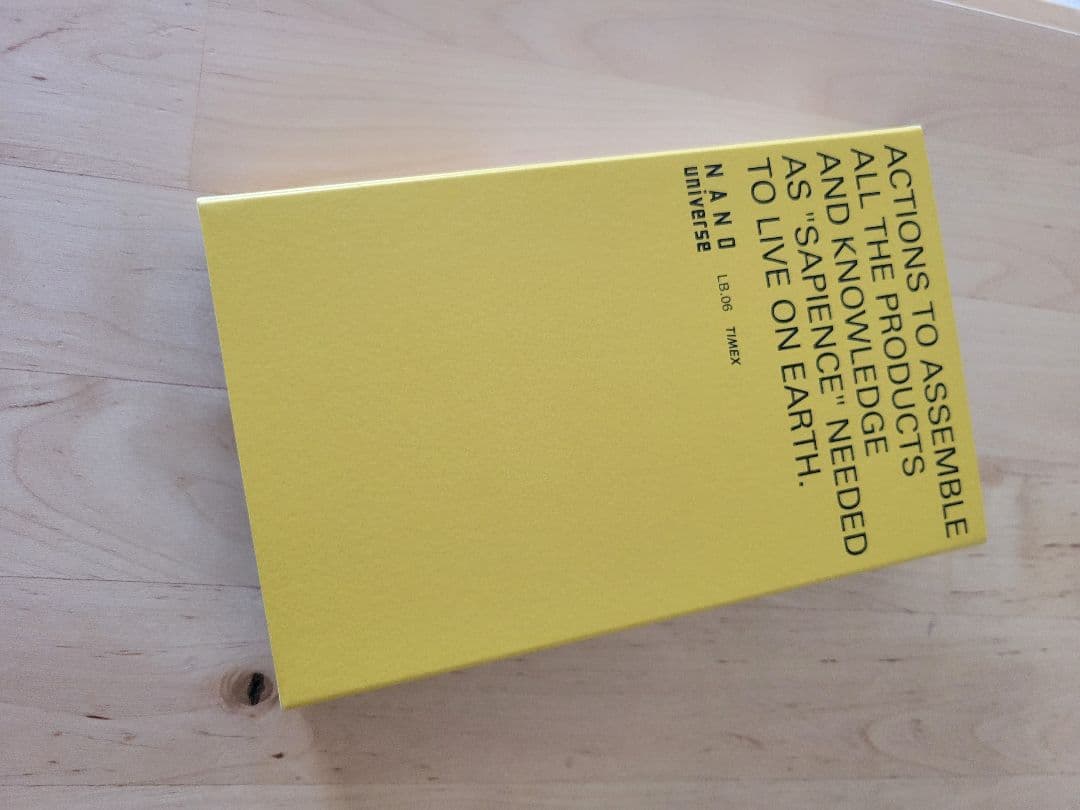 ACTIONS TO ASSEMBLE
ALL THE PRODUCTS
AND KNOWLEDGE
AS "SAPIENCE" NEEDED
TO LIVE ON EARTH.
NANO
universe
LB.06
TIMEX